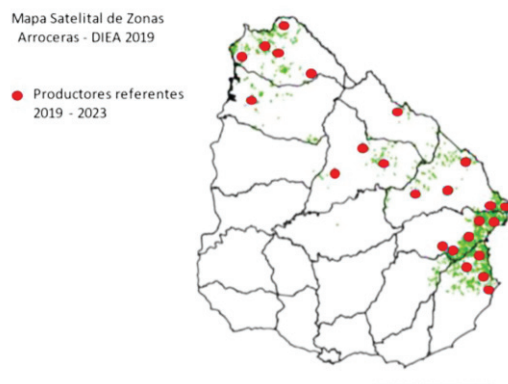 Mapa Satelital de Zonas
Arroceras - DIEA 2019
Productores referentes
2019 - 2023